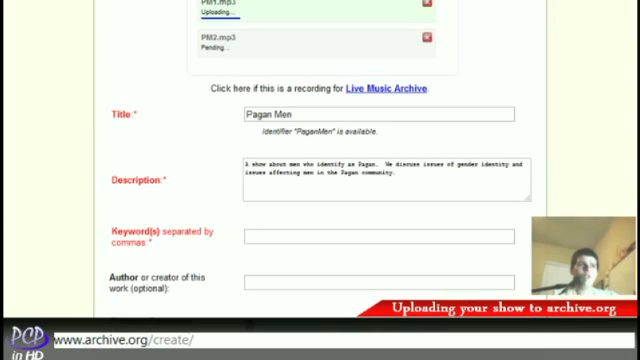 PM1.mp3
Uploading...
PM2.mp3
Pending...
Click here if this is a recording for Live Music Archive.
Title:*
Pagan Men
Identifier "PaganMen" is available.
Description:*
A show about men who identify as Pagan. We discuss issues of gender identity and
issues affecting men in the Pagan community.
Keyword(s) separated by
commas:*
Author or creator of this
work (optional):
Uploading your show to archive.org
PCP
in HD
www.archive.org/create/